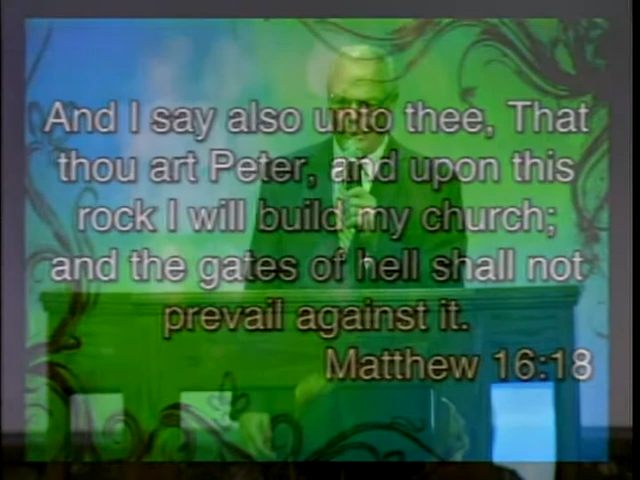 And I say also unto thee, That
thou art Peter, and upon this
rock I will build my church;
and the gates of hell shall not
prevail against it.
Matthew 16:18